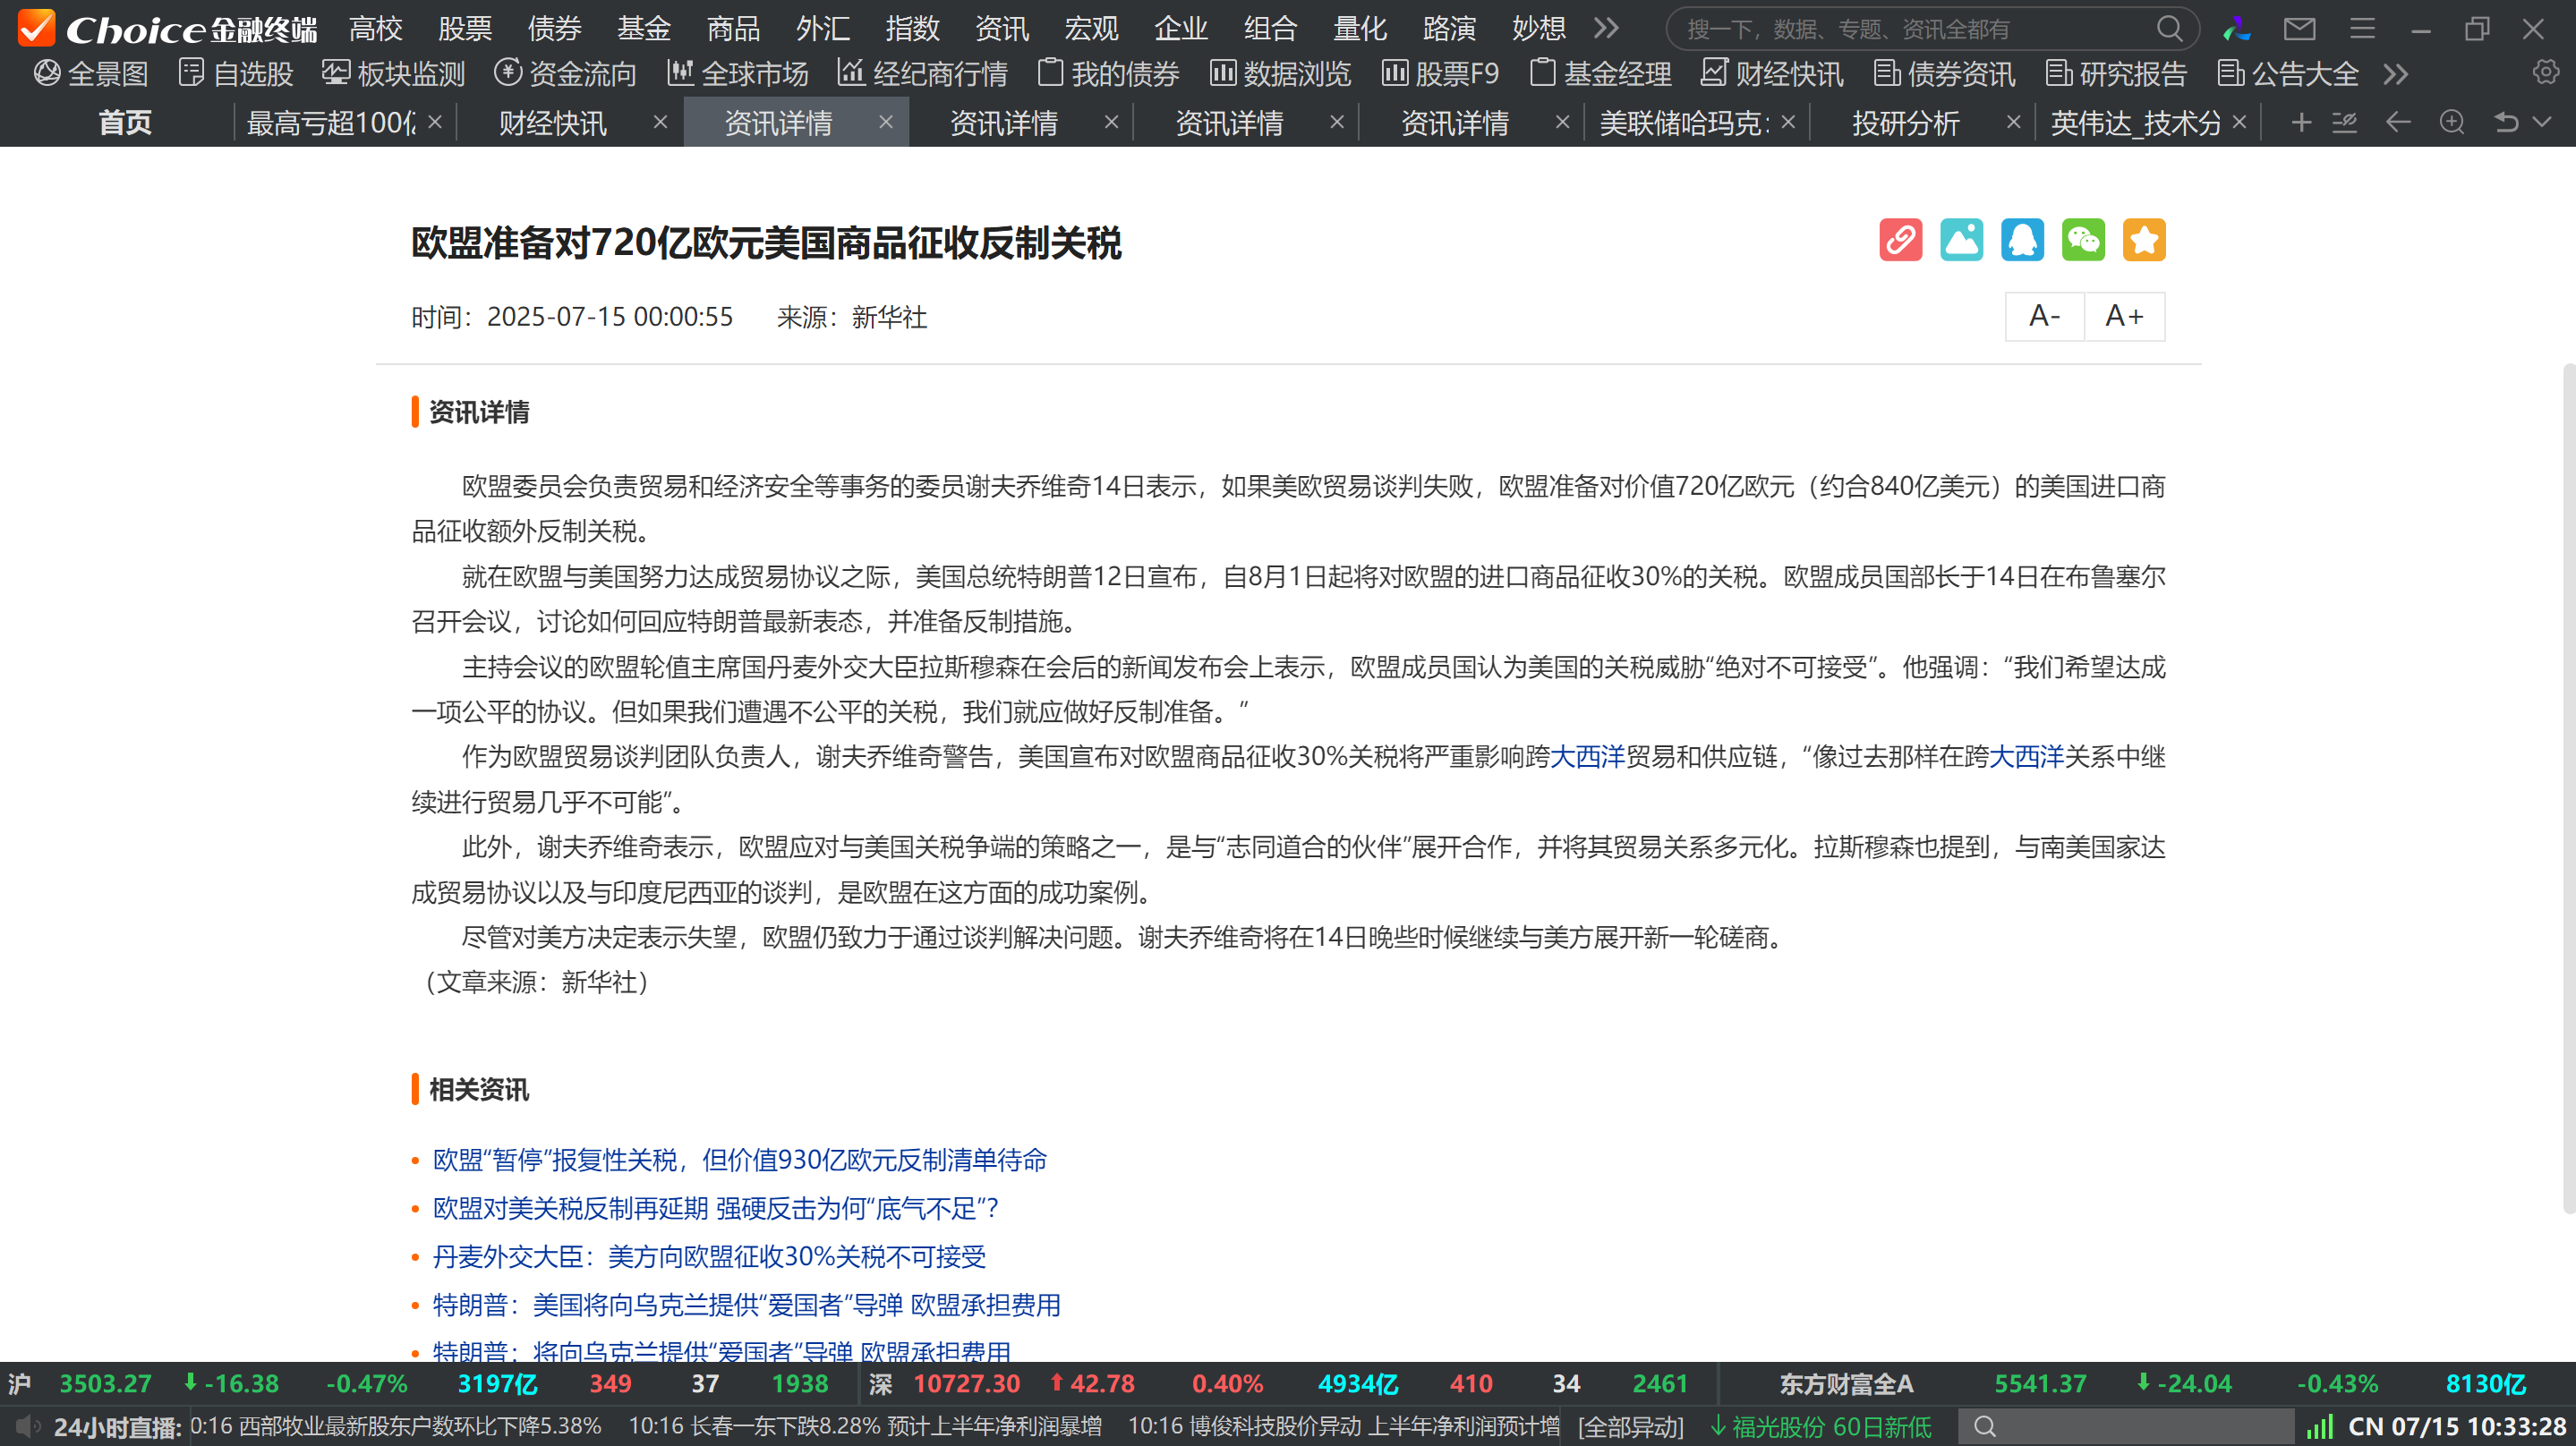 Choice金融终端 高校 股票 债券 基金 商品 外汇 指数 资讯 宏观 企业 组合 量化 路演 妙想 搜一下，数据、专题、资讯全都有
全景图 自选股 板块监测 资金流向 全球市场 经纪商行情 我的债券 数据浏览 股票F9 基金经理 财经快讯 债券资讯 研究报告 公告大全
首页 最高亏超100亿 财经快讯 资讯详情 资讯详情 资讯详情 资讯详情 美联储哈玛克: 投研分析 英伟达_技术分
欧盟准备对720亿欧元美国商品征收反制关税
时间：2025-07-15 00:00:55 来源：新华社 A- A+
资讯详情
欧盟委员会负责贸易和经济安全等事务的委员谢夫乔维奇14日表示，如果美欧贸易谈判失败，欧盟准备对价值720亿欧元（约合840亿美元）的美国进口商
品征收额外反制关税。
就在欧盟与美国努力达成贸易协议之际，美国总统特朗普12日宣布，自8月1日起将对欧盟的进口商品征收30%的关税。欧盟成员国部长于14日在布鲁塞尔
召开会议，讨论如何回应特朗普最新表态，并准备反制措施。
主持会议的欧盟轮值主席国丹麦外交大臣拉斯穆森在会后的新闻发布会上表示，欧盟成员国认为美国的关税威胁“绝对不可接受”。他强调：“我们希望达成
一项公平的协议。但如果我们遭遇不公平的关税，我们就应做好反制准备。”
作为欧盟贸易谈判团队负责人，谢夫乔维奇警告，美国宣布对欧盟商品征收30%关税将严重影响跨大西洋贸易和供应链，“像过去那样在跨大西洋关系中继
续进行贸易几乎不可能”。
此外，谢夫乔维奇表示，欧盟应对与美国关税争端的策略之一，是与“志同道合的伙伴”展开合作，并将其贸易关系多元化。拉斯穆森也提到，与南美国家达
成贸易协议以及与印度尼西亚的谈判，是欧盟在这方面的成功案例。
尽管对美方决定表示失望，欧盟仍致力于通过谈判解决问题。谢夫乔维奇将在14日晚些时候继续与美方展开新一轮磋商。
（文章来源：新华社）
相关资讯
欧盟“暂停”报复性关税，但价值930亿欧元反制清单待命
欧盟对美关税反制再延期 强硬反击为何“底气不足”？
丹麦外交大臣：美方向欧盟征收30%关税不可接受
特朗普：美国将向乌克兰提供“爱国者”导弹 欧盟承担费用
特朗普：将向乌克兰提供“爱国者”导弹 欧盟承担费用
沪 3503.27 -16.38 -0.47% 3197亿 349 37 1938 深 10727.30 42.78 0.40% 4934亿 410 34 2461 东方财富全A 5541.37 -24.04 -0.43% 8130亿
24小时直播: 0:16 西部牧业最新股东户数环比下降5.38% 10:16 长春一东下跌8.28% 预计上半年净利润暴增 10:16 博俊科技股价异动 上半年净利润预计增 [全部异动] 福光股份 60日新低 CN 07/15 10:33:28